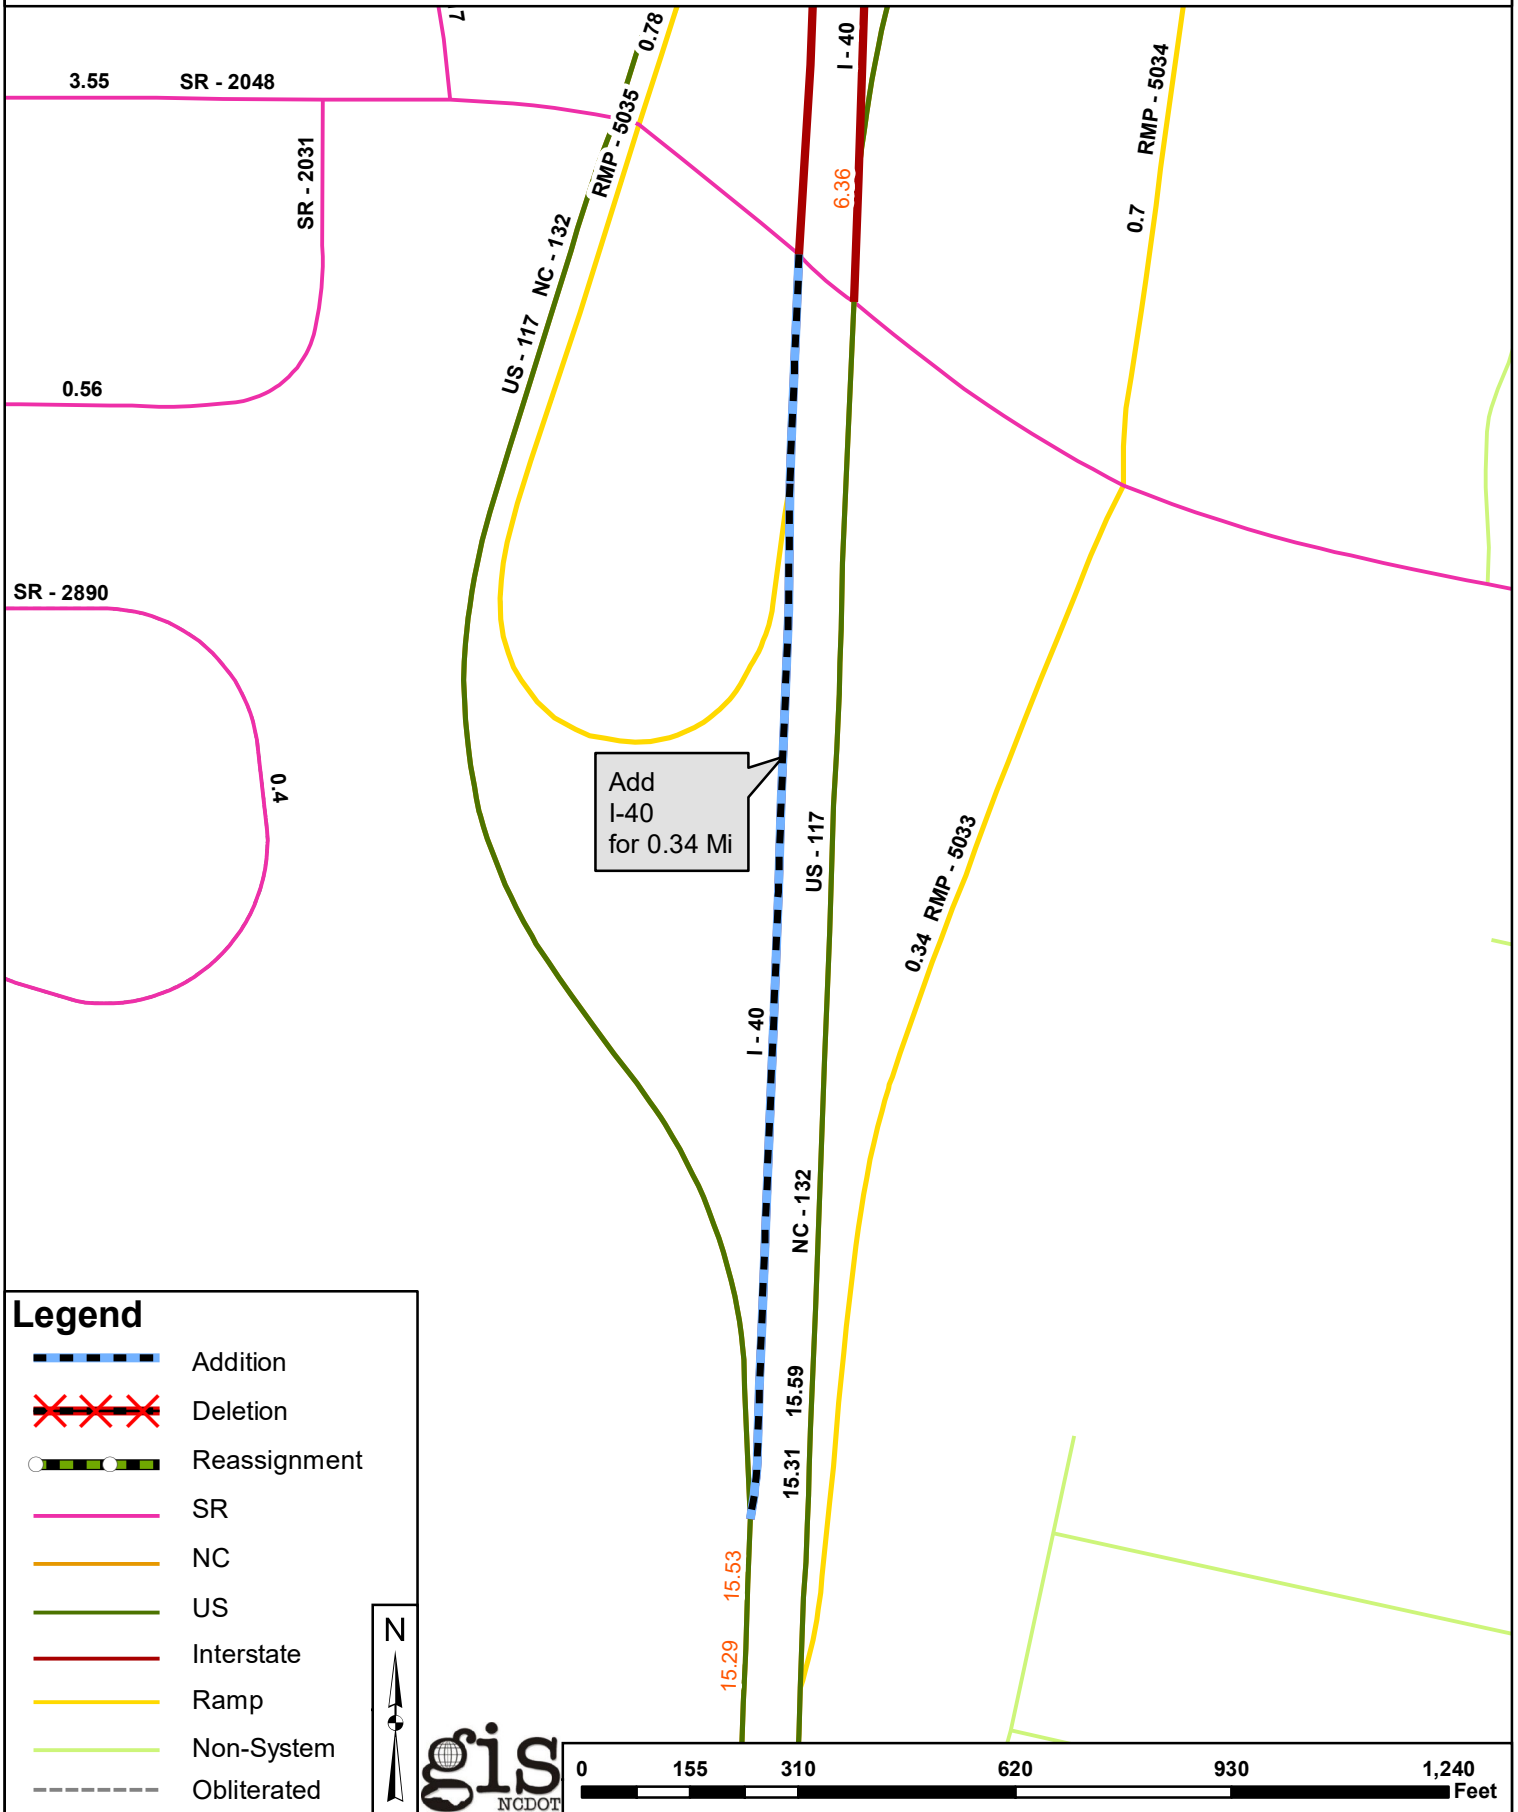 7
0.78
I - 40
3.55
SR - 2048
RMP - 5034
RMP - 5035
SR - 2031
6.36
0.7
NC - 132
US - 117
0.56
SR - 2890
0.4
Add
I-40
for 0.34 Mi
US - 117
0.34 RMP - 5033
I - 40
NC - 132
15.59
15.31
15.53
15.29
Legend
Addition
Deletion
Reassignment
SR
NC
US
Interstate
Ramp
Non-System
Obliterated
N
gis
NCDOT
0 155 310 620 930 1,240
Feet